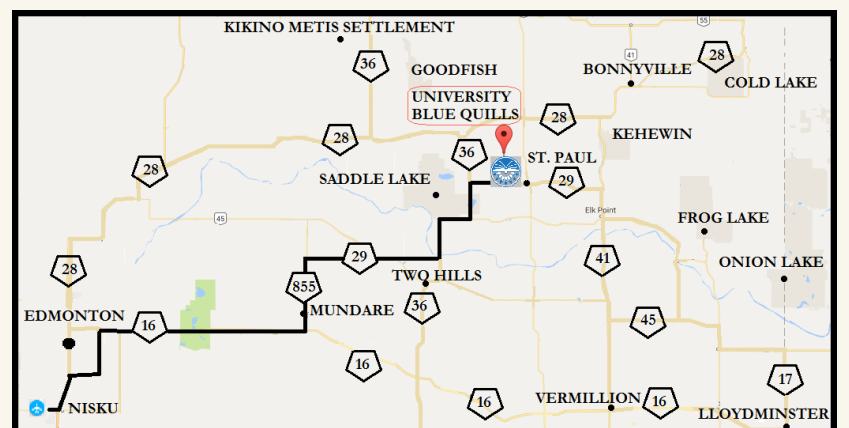 KIKINO METIS SETTLEMENT
55
41
28
36
GOODFISH
BONNYVILLE
COLD LAKE
UNIVERSITY
BLUE QUILLS
28
28
KEHEWIN
36
ST. PAUL
28
SADDLE LAKE
29
45
Elk Point
FROG LAKE
28
29
41
ONION LAKE
TWO HILLS
855
EDMONTON
16
MUNDARE
36
45
16
17
NISKU
16
VERMILLION
16
LLOYDMINSTER